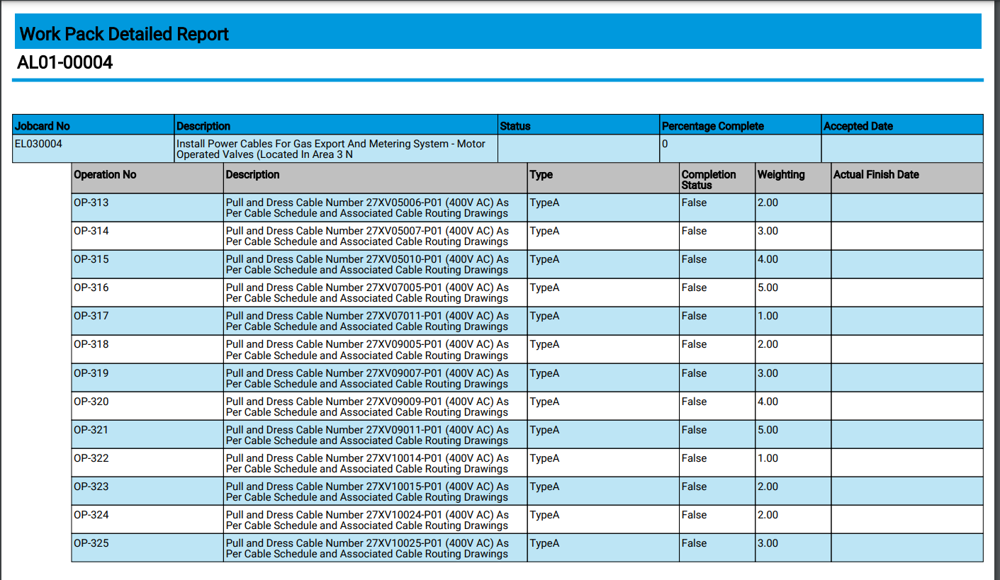 Work Pack Detailed Report
AL01-00004
Jobcard No Description Status Percentage Complete Accepted Date
EL030004 Install Power Cables For Gas Export And Metering System - Motor 0
Operated Valves (Located In Area 3 N
Operation No Description Type Completion Weighting Actual Finish Date
Status
OP-313 Pull and Dress Cable Number 27XV05006-P01 (400V AC) As TypeA False 2.00
Per Cable Schedule and Associated Cable Routing Drawings
OP-314 Pull and Dress Cable Number 27XV05007-P01 (400V AC) As TypeA False 3.00
Per Cable Schedule and Associated Cable Routing Drawings
OP-315 Pull and Dress Cable Number 27XV05010-P01 (400V AC) As TypeA False 4.00
Per Cable Schedule and Associated Cable Routing Drawings
OP-316 Pull and Dress Cable Number 27XV07005-P01 (400V AC) As TypeA False 5.00
Per Cable Schedule and Associated Cable Routing Drawings
OP-317 Pull and Dress Cable Number 27XV07011-P01 (400V AC) As TypeA False 1.00
Per Cable Schedule and Associated Cable Routing Drawings
OP-318 Pull and Dress Cable Number 27XV09005-P01 (400V AC) As TypeA False 2.00
Per Cable Schedule and Associated Cable Routing Drawings
OP-319 Pull and Dress Cable Number 27XV09007-P01 (400V AC) As TypeA False 3.00
Per Cable Schedule and Associated Cable Routing Drawings
OP-320 Pull and Dress Cable Number 27XV09009-P01 (400V AC) As TypeA False 4.00
Per Cable Schedule and Associated Cable Routing Drawings
OP-321 Pull and Dress Cable Number 27XV09011-P01 (400V AC) As TypeA False 5.00
Per Cable Schedule and Associated Cable Routing Drawings
OP-322 Pull and Dress Cable Number 27XV10014-P01 (400V AC) As TypeA False 1.00
Per Cable Schedule and Associated Cable Routing Drawings
OP-323 Pull and Dress Cable Number 27XV10015-P01 (400V AC) As TypeA False 2.00
Per Cable Schedule and Associated Cable Routing Drawings
OP-324 Pull and Dress Cable Number 27XV10024-P01 (400V AC) As TypeA False 2.00
Per Cable Schedule and Associated Cable Routing Drawings
OP-325 Pull and Dress Cable Number 27XV10025-P01 (400V AC) As TypeA False 3.00
Per Cable Schedule and Associated Cable Routing Drawings